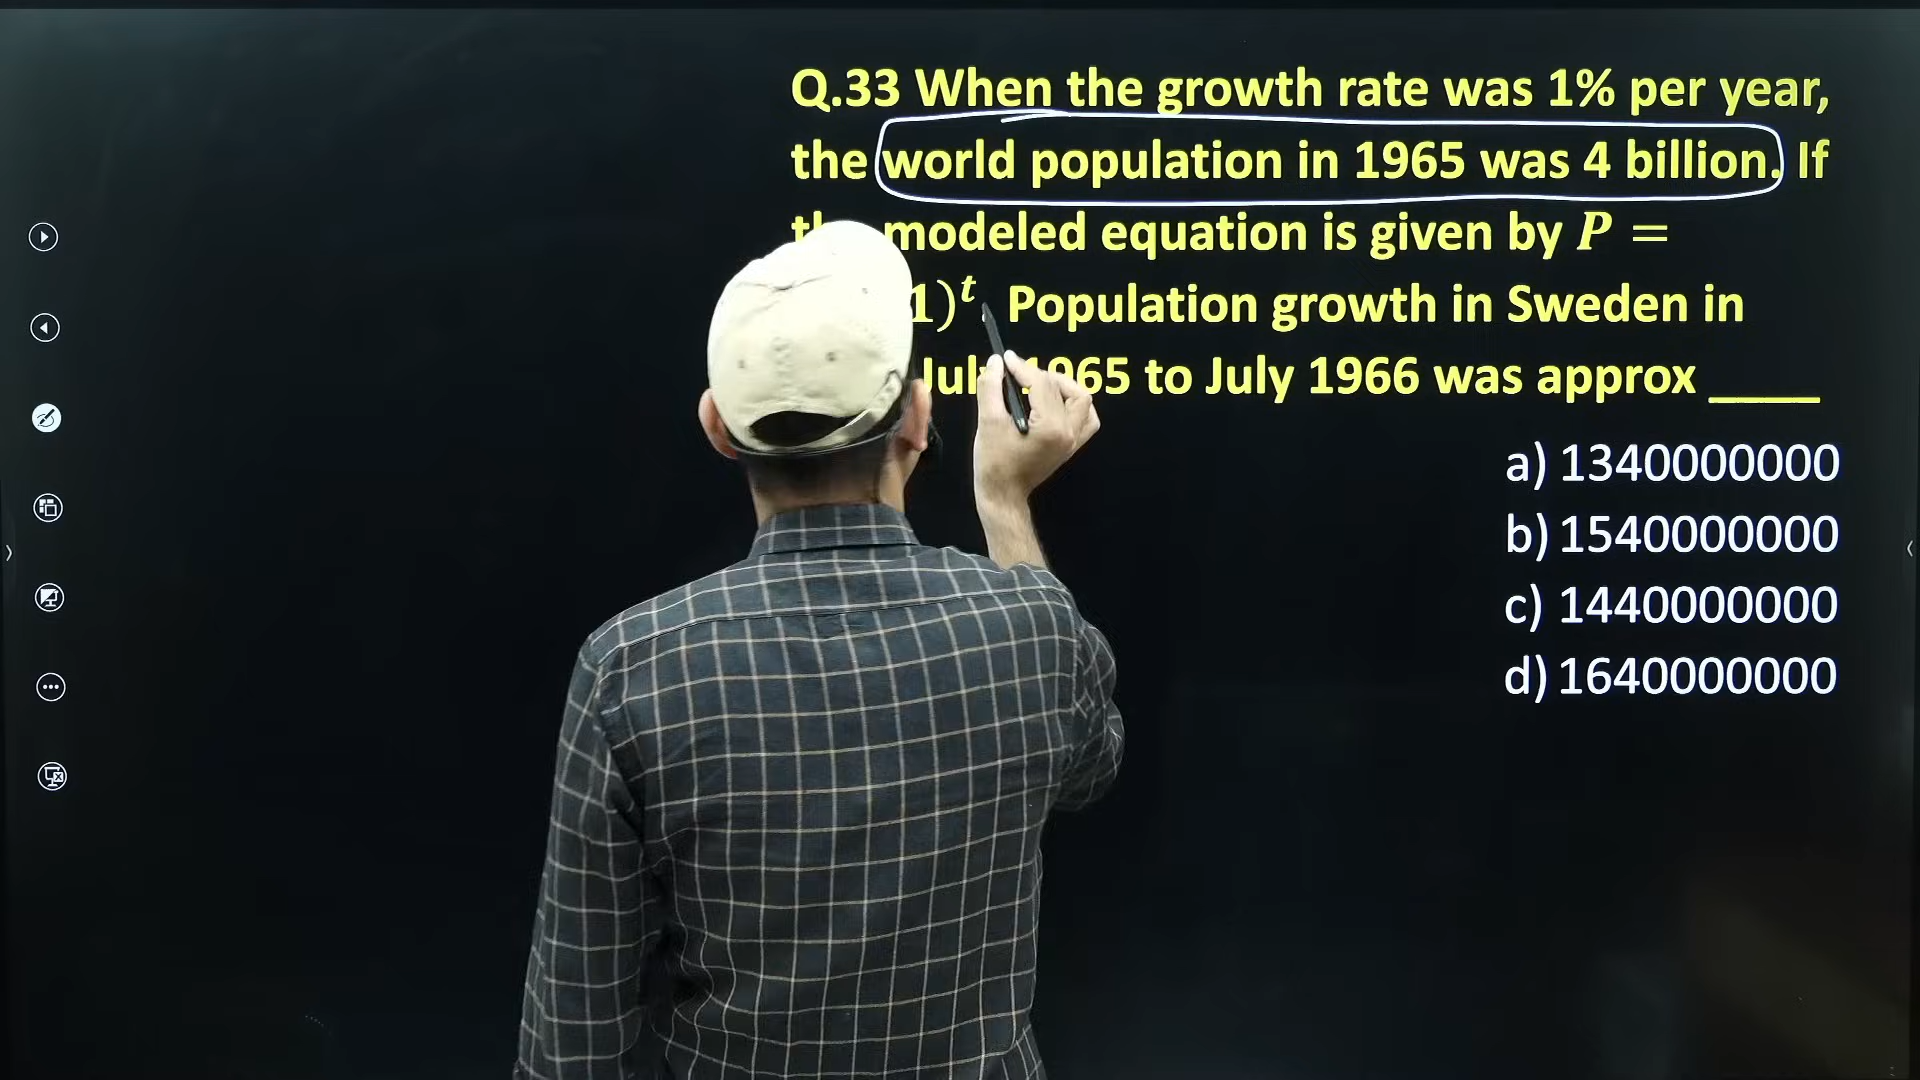 Q.33 When the growth rate was 1% per year,
the world population in 1965 was 4 billion. If
modeled equation is given by P =
1)^t. Population growth in Sweden in
July 1965 to July 1966 was approx ____
a) 1340000000
b) 1540000000
c) 1440000000
d) 1640000000